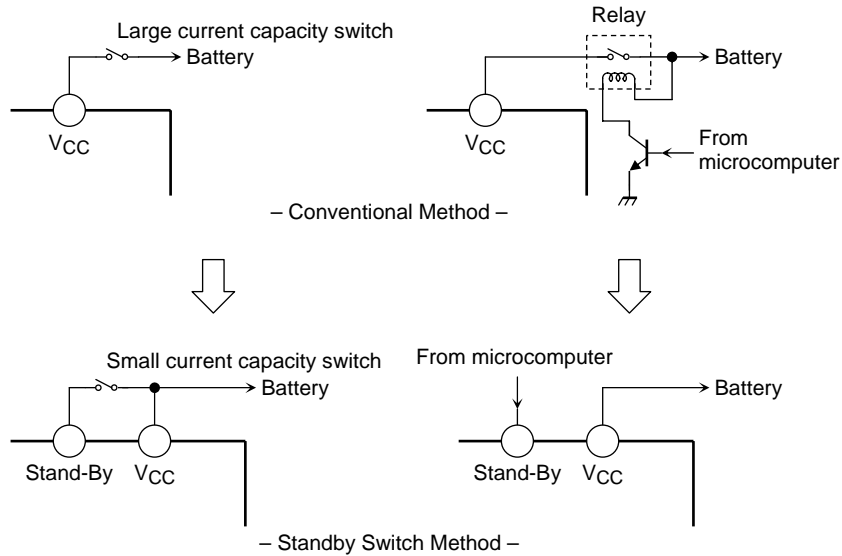 Large current capacity switch
Battery
VCC
Relay
Battery
VCC
From
microcomputer
– Conventional Method –
Small current capacity switch
Battery
Stand-By VCC
From microcomputer
Battery
Stand-By VCC
– Standby Switch Method –